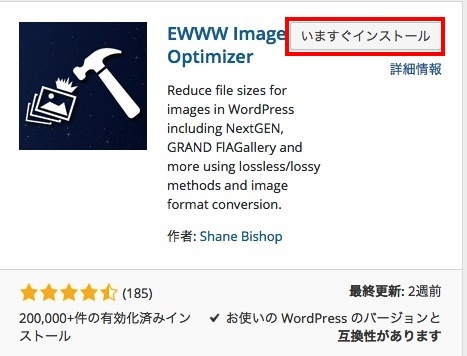 EWWW Image
Optimizer
いますぐインストール
詳細情報
Reduce file sizes for
images in WordPress
including NextGEN,
GRAND FlAGallery and
more using lossless/lossy
methods and image
format conversion.
作者: Shane Bishop
(185)
最終更新: 2週前
200,000+件の有効化済みイン
ストール
お使いの WordPress のバージョンと
互換性があります